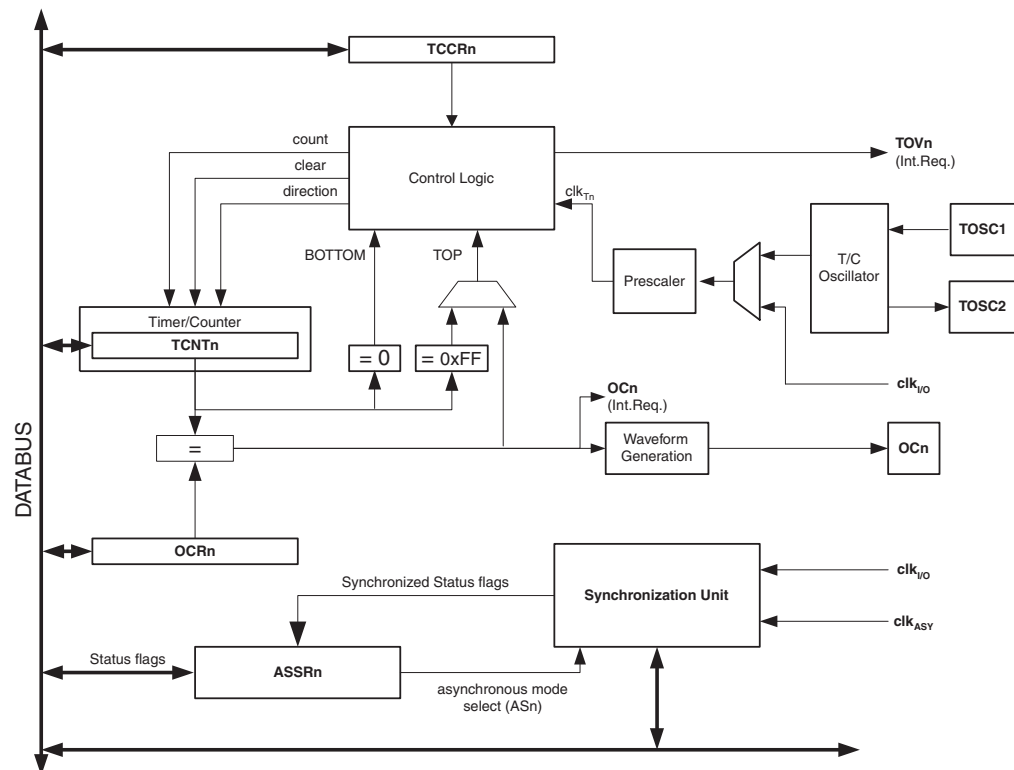 TCCRn
count
clear
direction
Control Logic
TOVn
(Int.Req.)
clkTn
BOTTOM
TOP
Prescaler
T/C
Oscillator
TOSC1
TOSC2
Timer/Counter
TCNTn
= 0
= 0xFF
clkI/O
OCn
(Int.Req.)
=
Waveform
Generation
OCn
DATABUS
OCRn
Synchronized Status flags
Synchronization Unit
clkI/O
clkASY
Status flags
ASSRn
asynchronous mode
select (ASn)